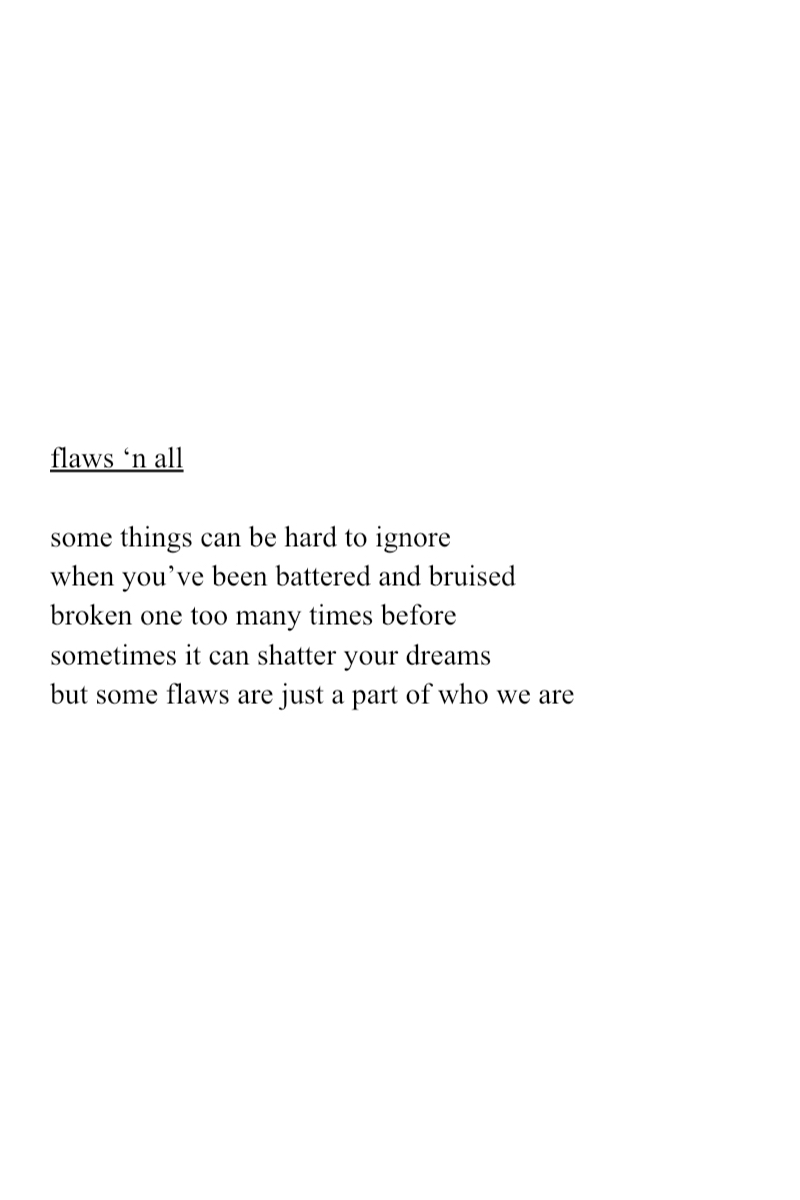 flaws ‘n all
some things can be hard to ignore
when you’ve been battered and bruised
broken one too many times before
sometimes it can shatter your dreams
but some flaws are just a part of who we are